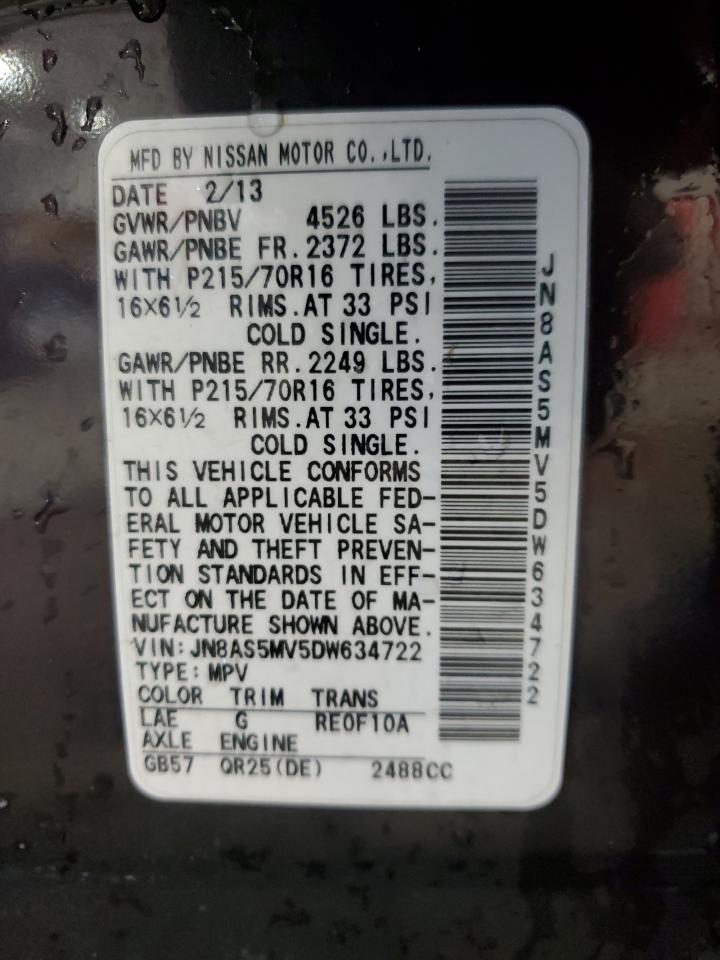 MFD BY NISSAN MOTOR CO.,LTD.
DATE 2/13
GVWR/PNBV 4526 LBS.
GAWR/PNBE FR.2372 LBS.
WITH P215/70R16 TIRES,
16X6½ RIMS.AT 33 PSI
COLD SINGLE.
GAWR/PNBE RR.2249 LBS.
WITH P215/70R16 TIRES,
16X6½ RIMS.AT 33 PSI
COLD SINGLE.
THIS VEHICLE CONFORMS
TO ALL APPLICABLE FED-
ERAL MOTOR VEHICLE SA-
FETY AND THEFT PREVEN-
TION STANDARDS IN EFF-
ECT ON THE DATE OF MA-
NUFACTURE SHOWN ABOVE.
VIN:JN8AS5MV5DW634722
TYPE:MPV
COLOR TRIM TRANS
LAE G RE0F10A
AXLE ENGINE
GB57 QR25(DE) 2488CC
JN8AS5MV5DW634722